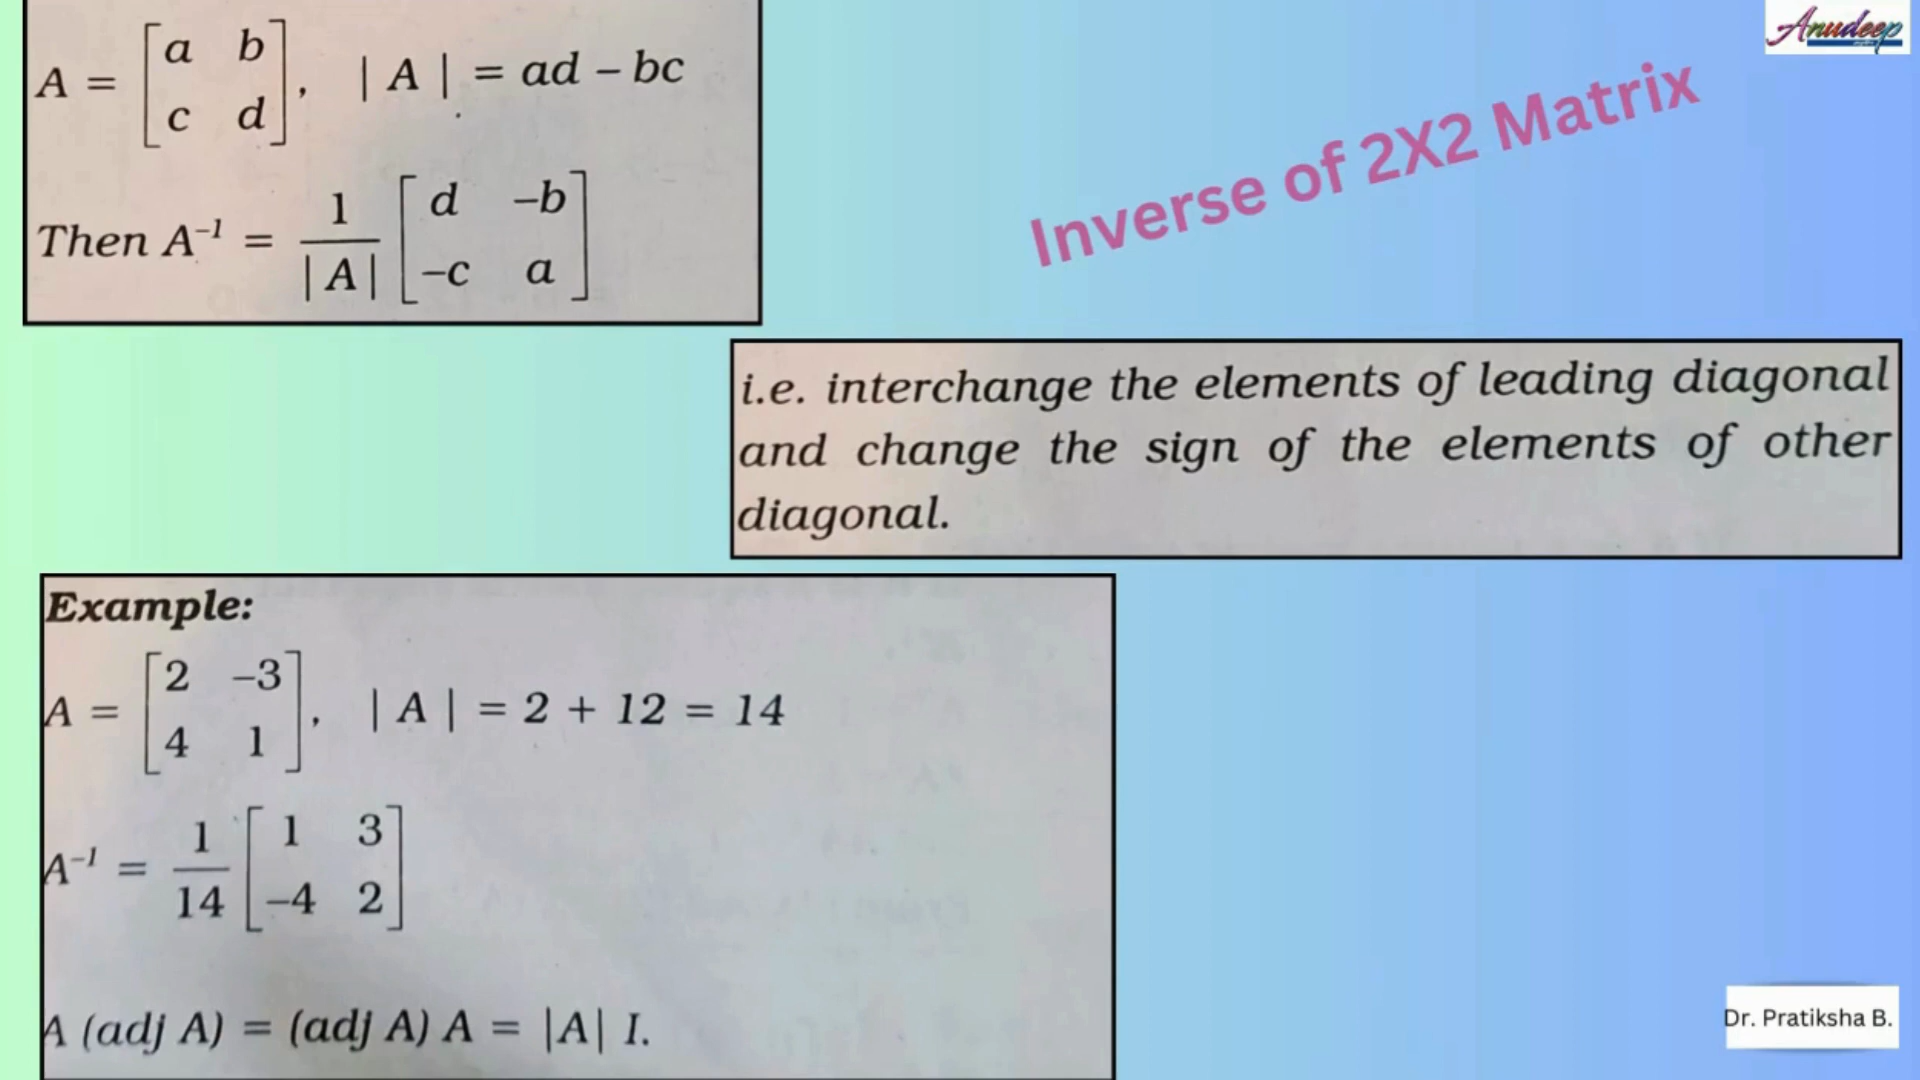 Anudeep
Inverse of 2X2 Matrix
A = [a b
c d], | A | = ad – bc
Then A⁻¹ = 1/| A | [d –b
–c a]
i.e. interchange the elements of leading diagonal
and change the sign of the elements of other
diagonal.
Example:
A = [2 –3
4 1], | A | = 2 + 12 = 14
A⁻¹ = 1/14 [1 3
–4 2]
A (adj A) = (adj A) A = |A| I.
Dr. Pratiksha B.